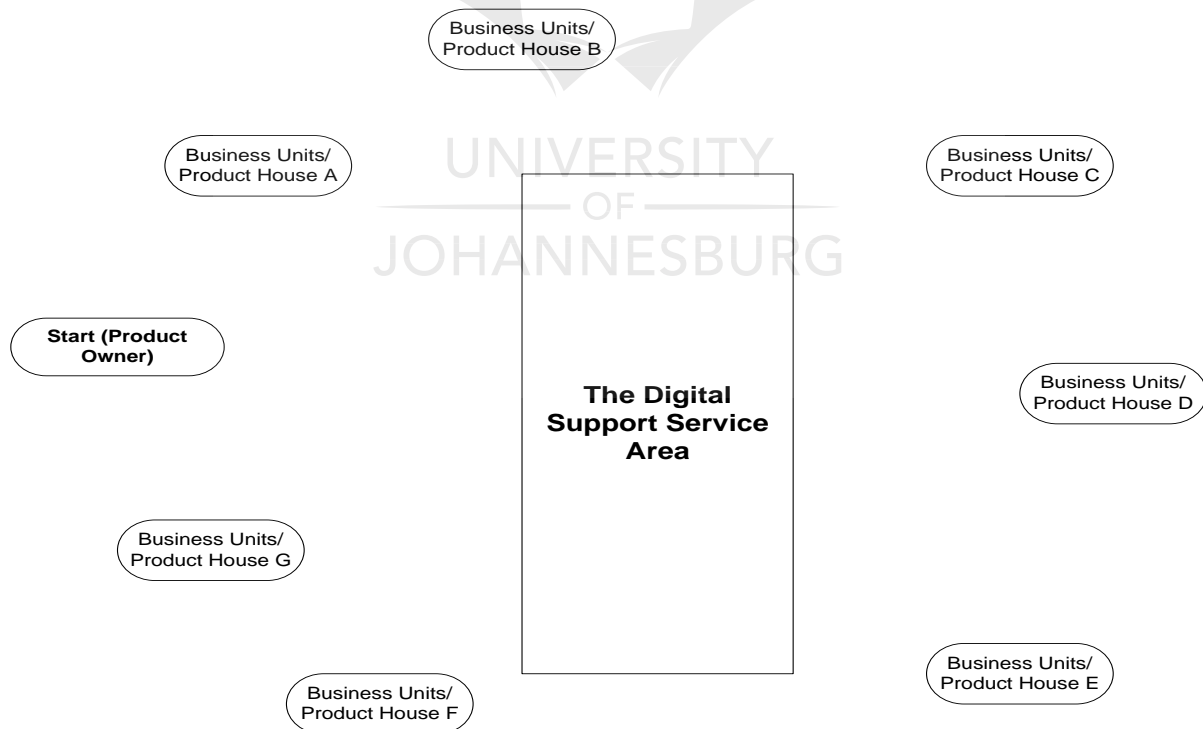 Business Units/
Product House B
UNIVERSITY
OF
JOHANNESBURG
Business Units/
Product House A
Business Units/
Product House C
Start (Product
Owner)
The Digital
Support Service
Area
Business Units/
Product House D
Business Units/
Product House G
Business Units/
Product House E
Business Units/
Product House F